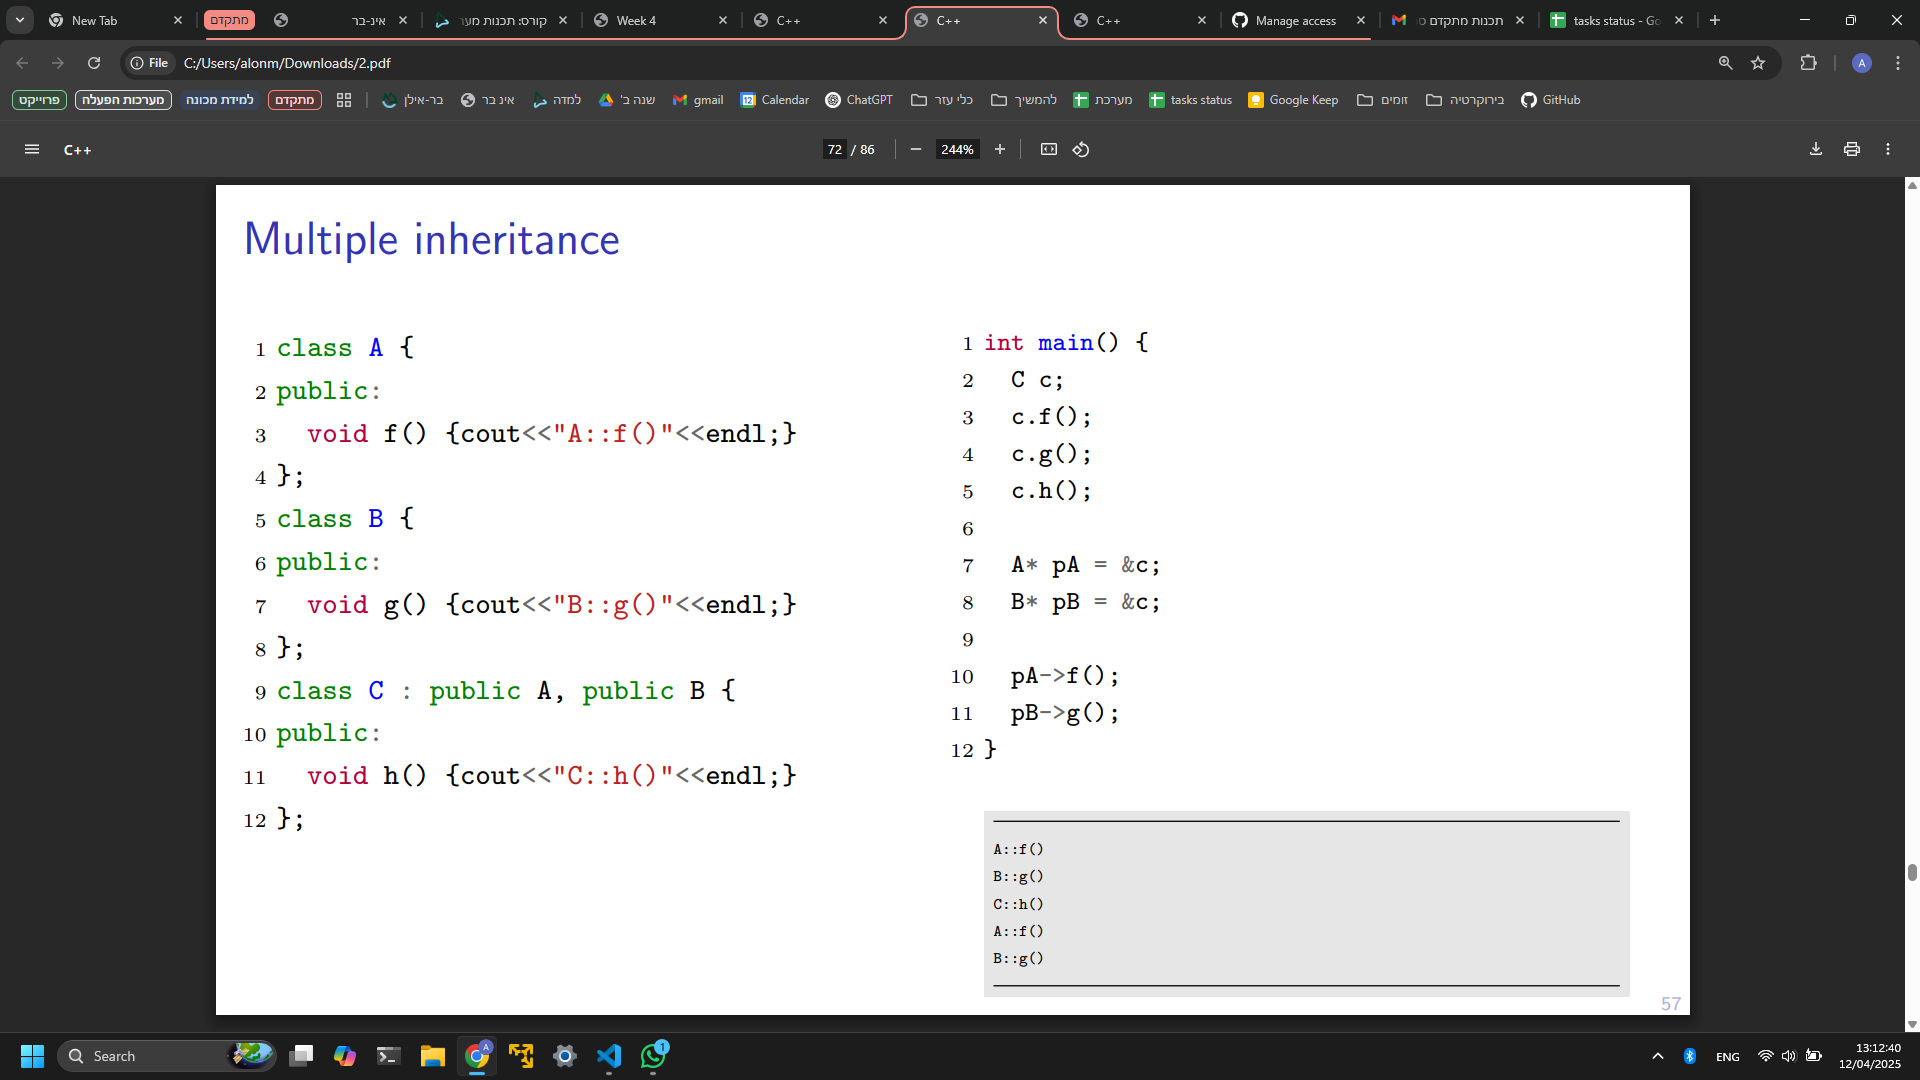 New Tab
מתקדם
אינ-בר
קורס: תכנות מער
Week 4
C++
C++
C++
Manage access
תכנות מתקדם סמ
tasks status - Go
File
C:/Users/alonm/Downloads/2.pdf
A
פרוייקט
מערכות הפעלה
למידת מכונה
מתקדם
בר-אילן
אינ בר
למדה
שנה ב'
gmail
Calendar
ChatGPT
כלי עזר
להמשיך
מערכת
tasks status
Google Keep
זומים
בירוקרטיה
GitHub
C++
72 / 86
244%
Multiple inheritance
1 class A {
2 public:
3 void f() {cout<<"A::f()"<<endl;}
4 };
5 class B {
6 public:
7 void g() {cout<<"B::g()"<<endl;}
8 };
9 class C : public A, public B {
10 public:
11 void h() {cout<<"C::h()"<<endl;}
12 };
1 int main() {
2 C c;
3 c.f();
4 c.g();
5 c.h();
6
7 A* pA = &c;
8 B* pB = &c;
9
10 pA->f();
11 pB->g();
12 }
A::f()
B::g()
C::h()
A::f()
B::g()
57
Search
A
1
ENG
13:12:40
12/04/2025